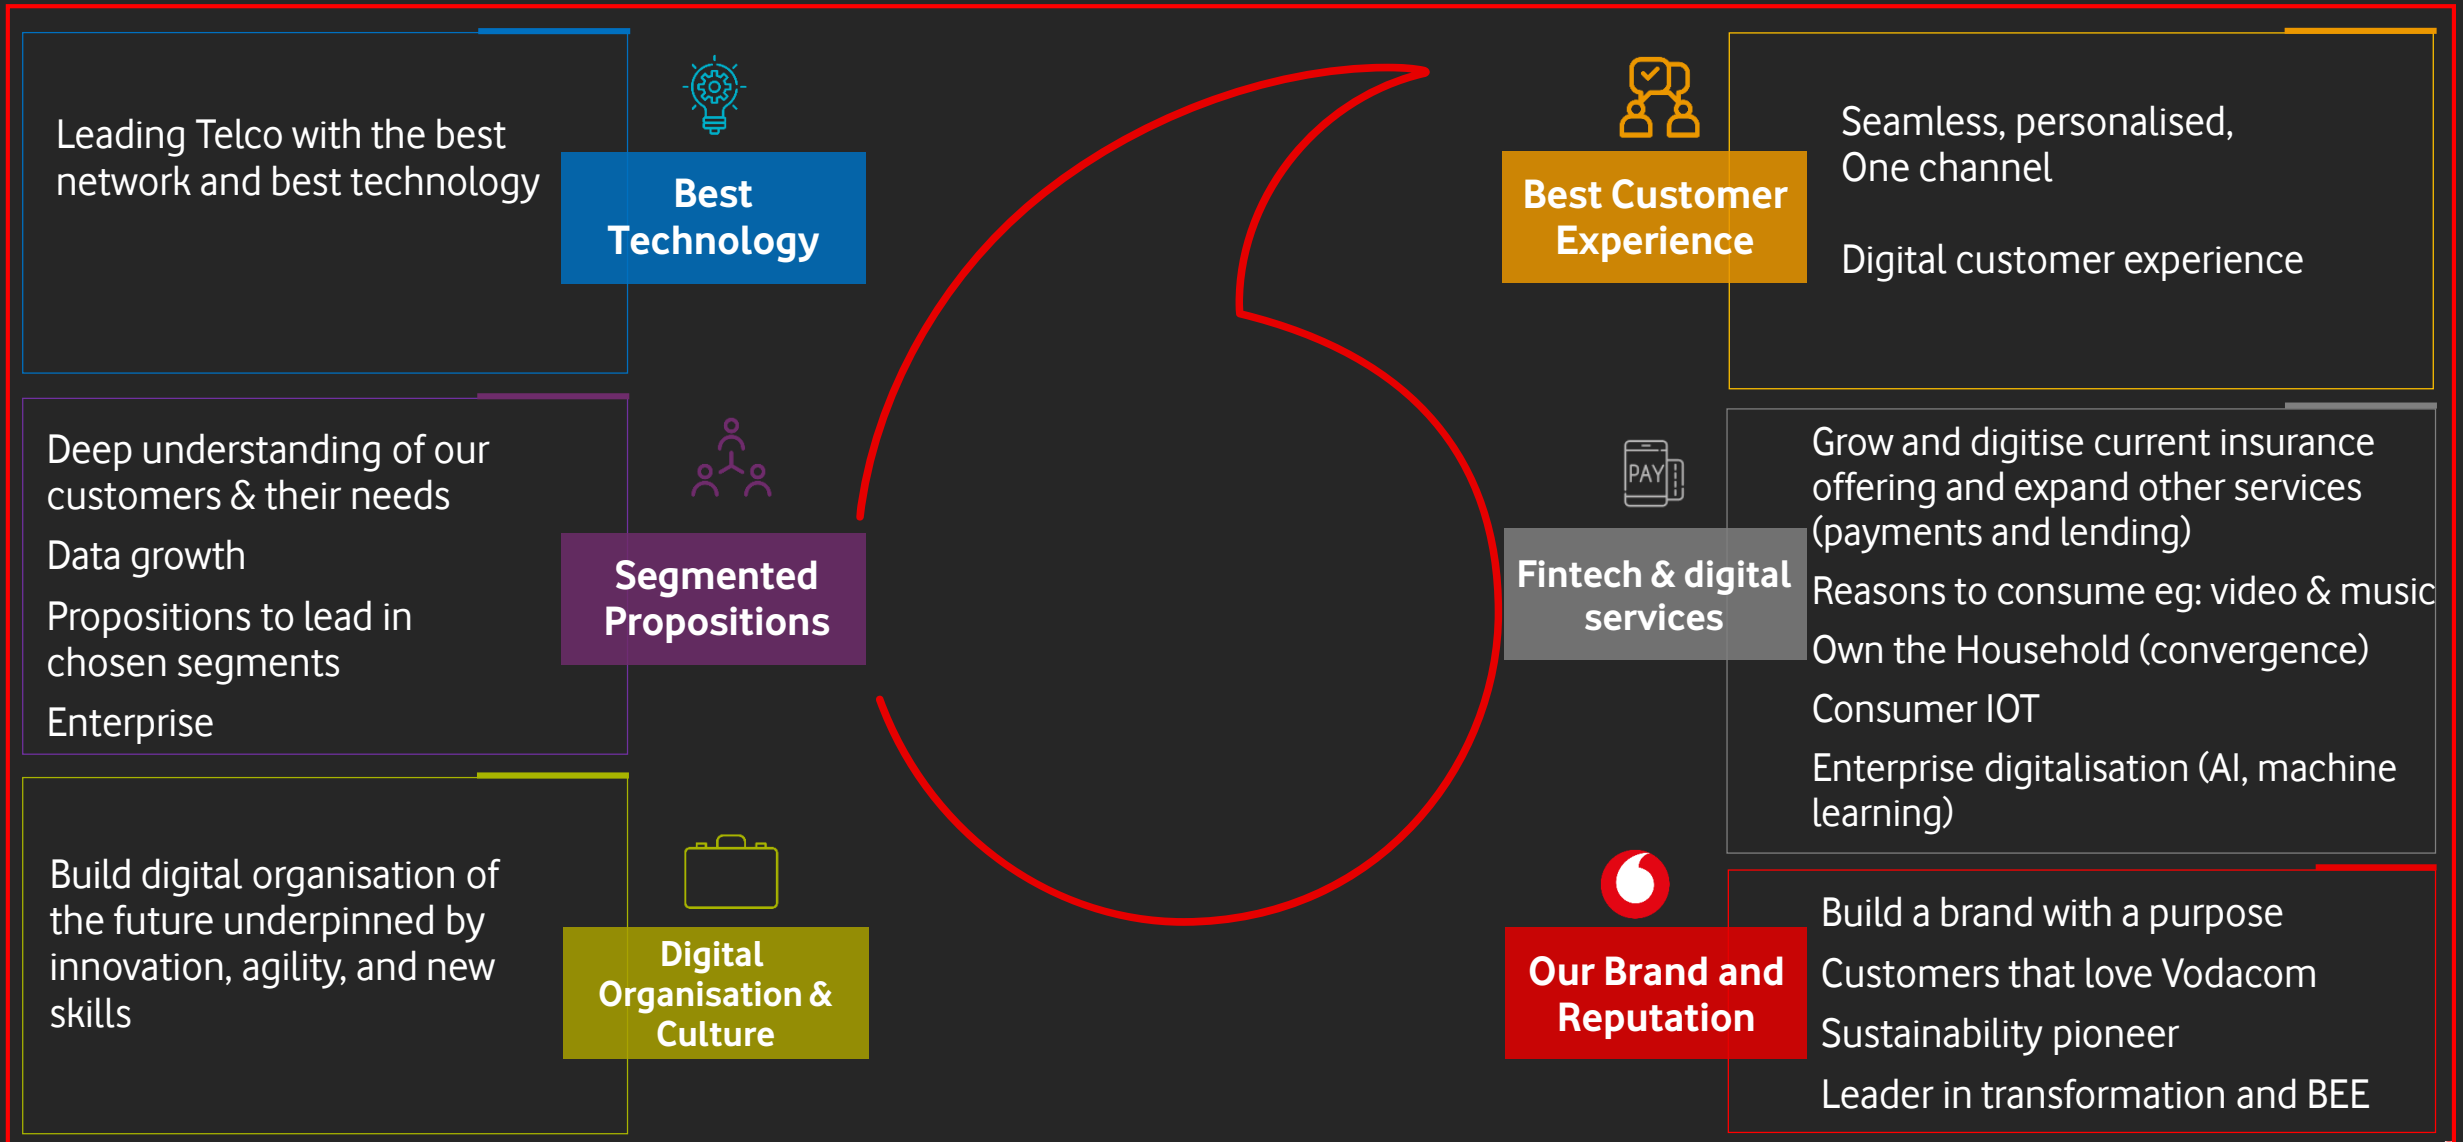 Leading Telco with the best
network and best technology
Best
Technology
Deep understanding of our
customers & their needs
Data growth
Propositions to lead in
chosen segments
Enterprise
Segmented
Propositions
Build digital organisation of
the future underpinned by
innovation, agility, and new
skills
Digital
Organisation &
Culture
Best Customer
Experience
Seamless, personalised,
One channel
Digital customer experience
PAY
Fintech & digital
services
Grow and digitise current insurance
offering and expand other services
(payments and lending)
Reasons to consume eg: video & music
Own the Household (convergence)
Consumer IOT
Enterprise digitalisation (AI, machine
learning)
Our Brand and
Reputation
Build a brand with a purpose
Customers that love Vodacom
Sustainability pioneer
Leader in transformation and BEE